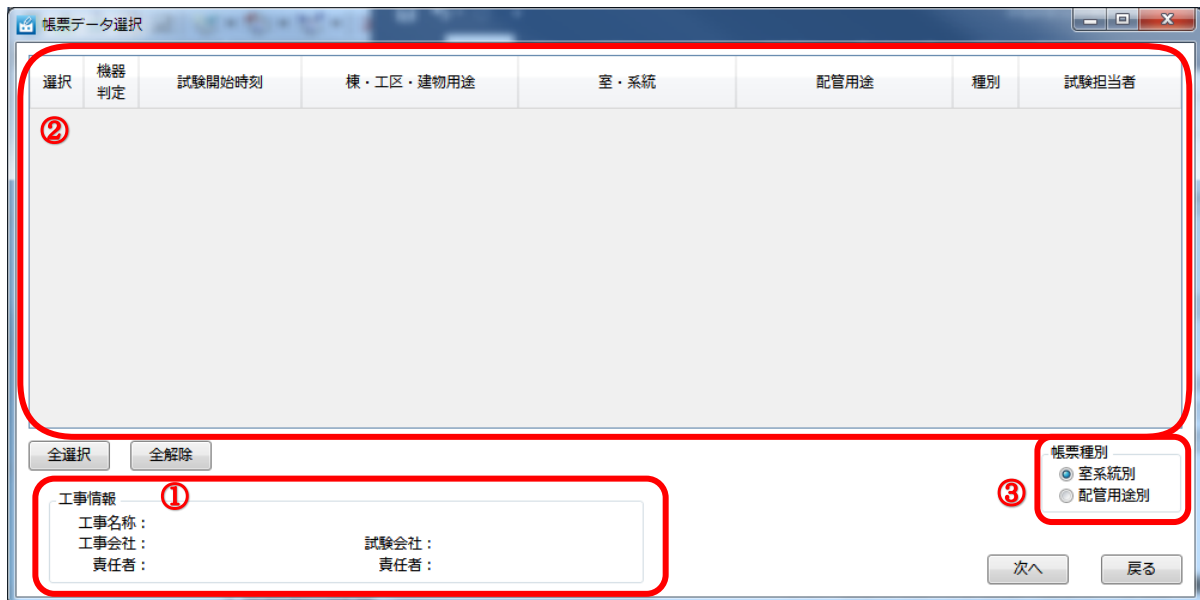 帳票データ選択
選択 機器判定 試験開始時刻 棟・工区・建物用途 室・系統 配管用途 種別 試験担当者
②
全選択 全解除
帳票種別
室系統別
配管用途別
③
工事情報 ①
工事名称：
工事会社： 試験会社：
責任者： 責任者：
次へ 戻る